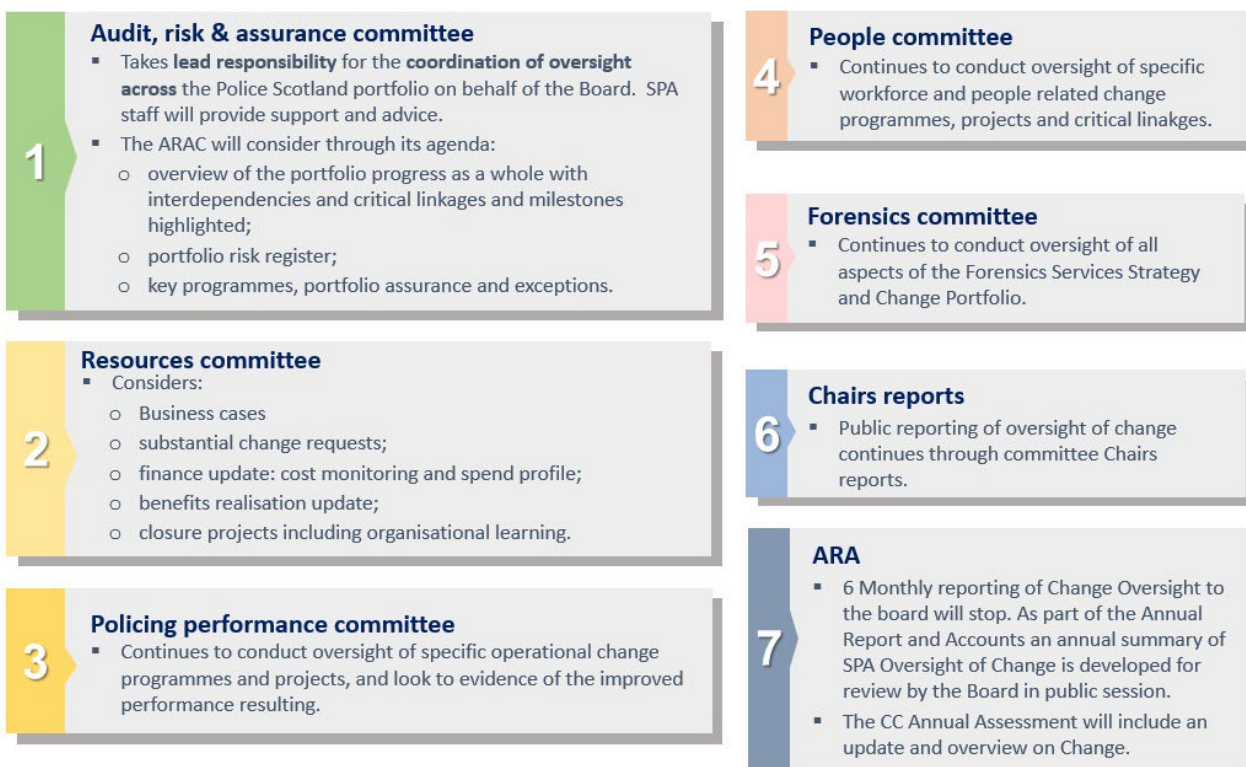 1
Audit, risk & assurance committee
▪ Takes lead responsibility for the coordination of oversight
across the Police Scotland portfolio on behalf of the Board. SPA
staff will provide support and advice.
▪ The ARAC will consider through its agenda:
o overview of the portfolio progress as a whole with
interdependencies and critical linkages and milestones
highlighted;
o portfolio risk register;
o key programmes, portfolio assurance and exceptions.
2
Resources committee
▪ Considers:
o Business cases
o substantial change requests;
o finance update: cost monitoring and spend profile;
o benefits realisation update;
o closure projects including organisational learning.
3
Policing performance committee
▪ Continues to conduct oversight of specific operational change
programmes and projects, and look to evidence of the improved
performance resulting.
4
People committee
▪ Continues to conduct oversight of specific
workforce and people related change
programmes, projects and critical linakges.
5
Forensics committee
▪ Continues to conduct oversight of all
aspects of the Forensics Services Strategy
and Change Portfolio.
6
Chairs reports
▪ Public reporting of oversight of change
continues through committee Chairs
reports.
7
ARA
▪ 6 Monthly reporting of Change Oversight to
the board will stop. As part of the Annual
Report and Accounts an annual summary of
SPA Oversight of Change is developed for
review by the Board in public session.
▪ The CC Annual Assessment will include an
update and overview on Change.